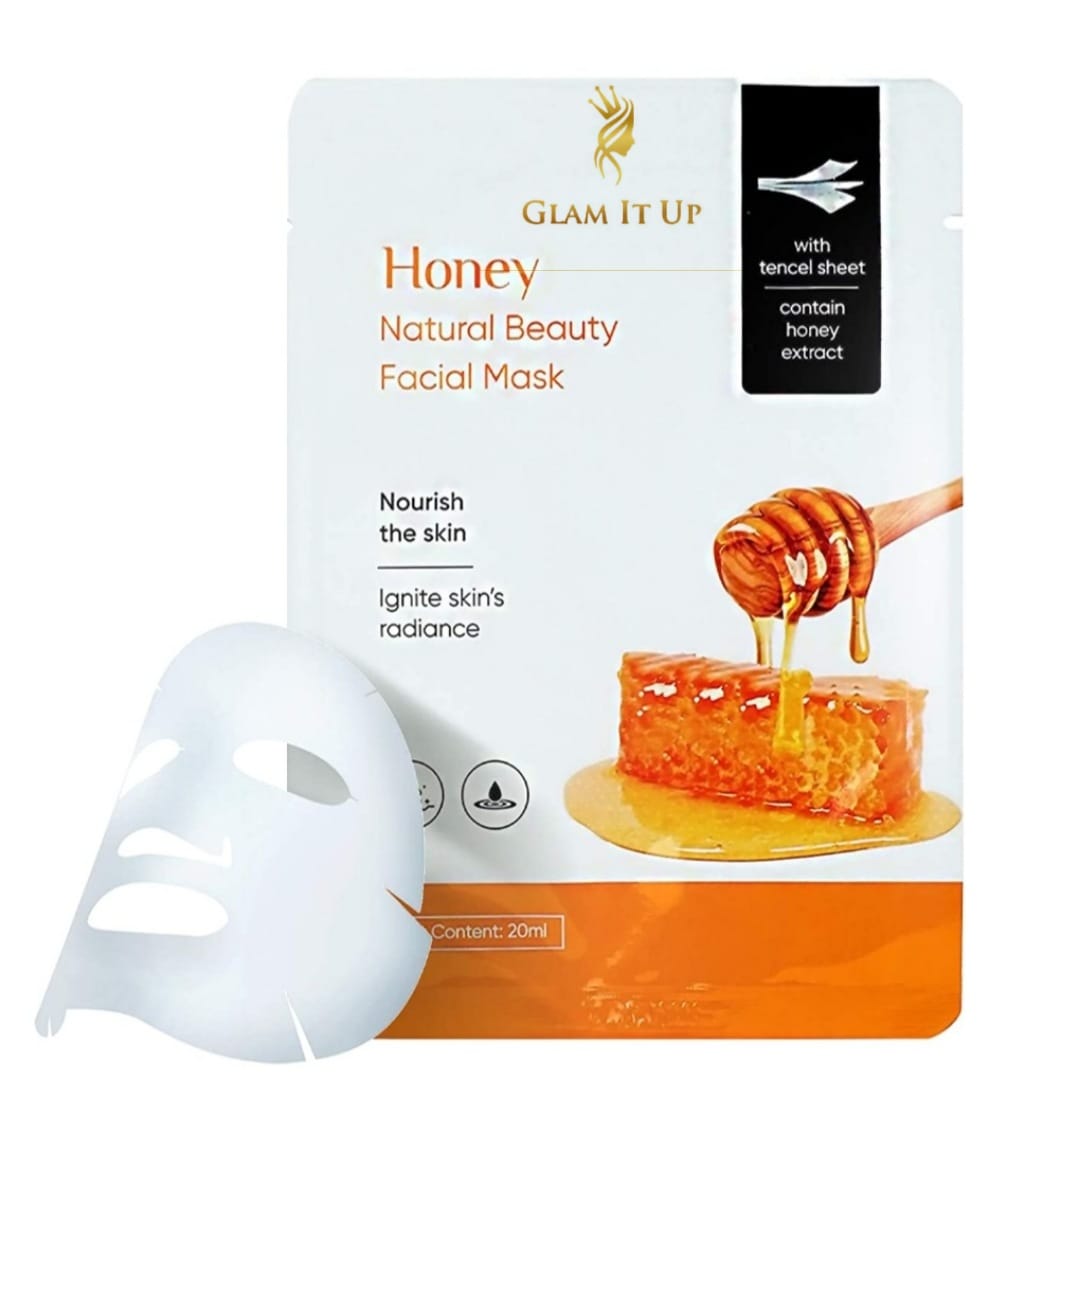 GLAM IT UP
Honey
Natural Beauty
Facial Mask
with
tencel sheet
contain
honey
extract
Nourish
the skin
Ignite skin's
radiance
Content: 20ml